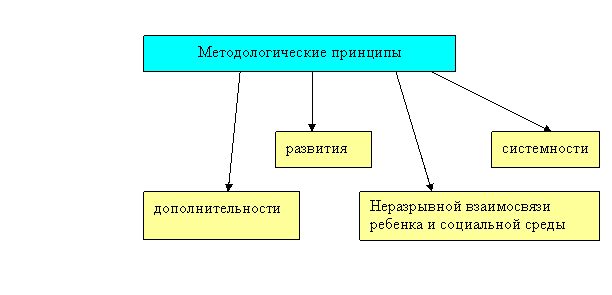 Методологические принципы
развития
системности
дополнительности
Неразрывной взаимосвязи
ребенка и социальной среды